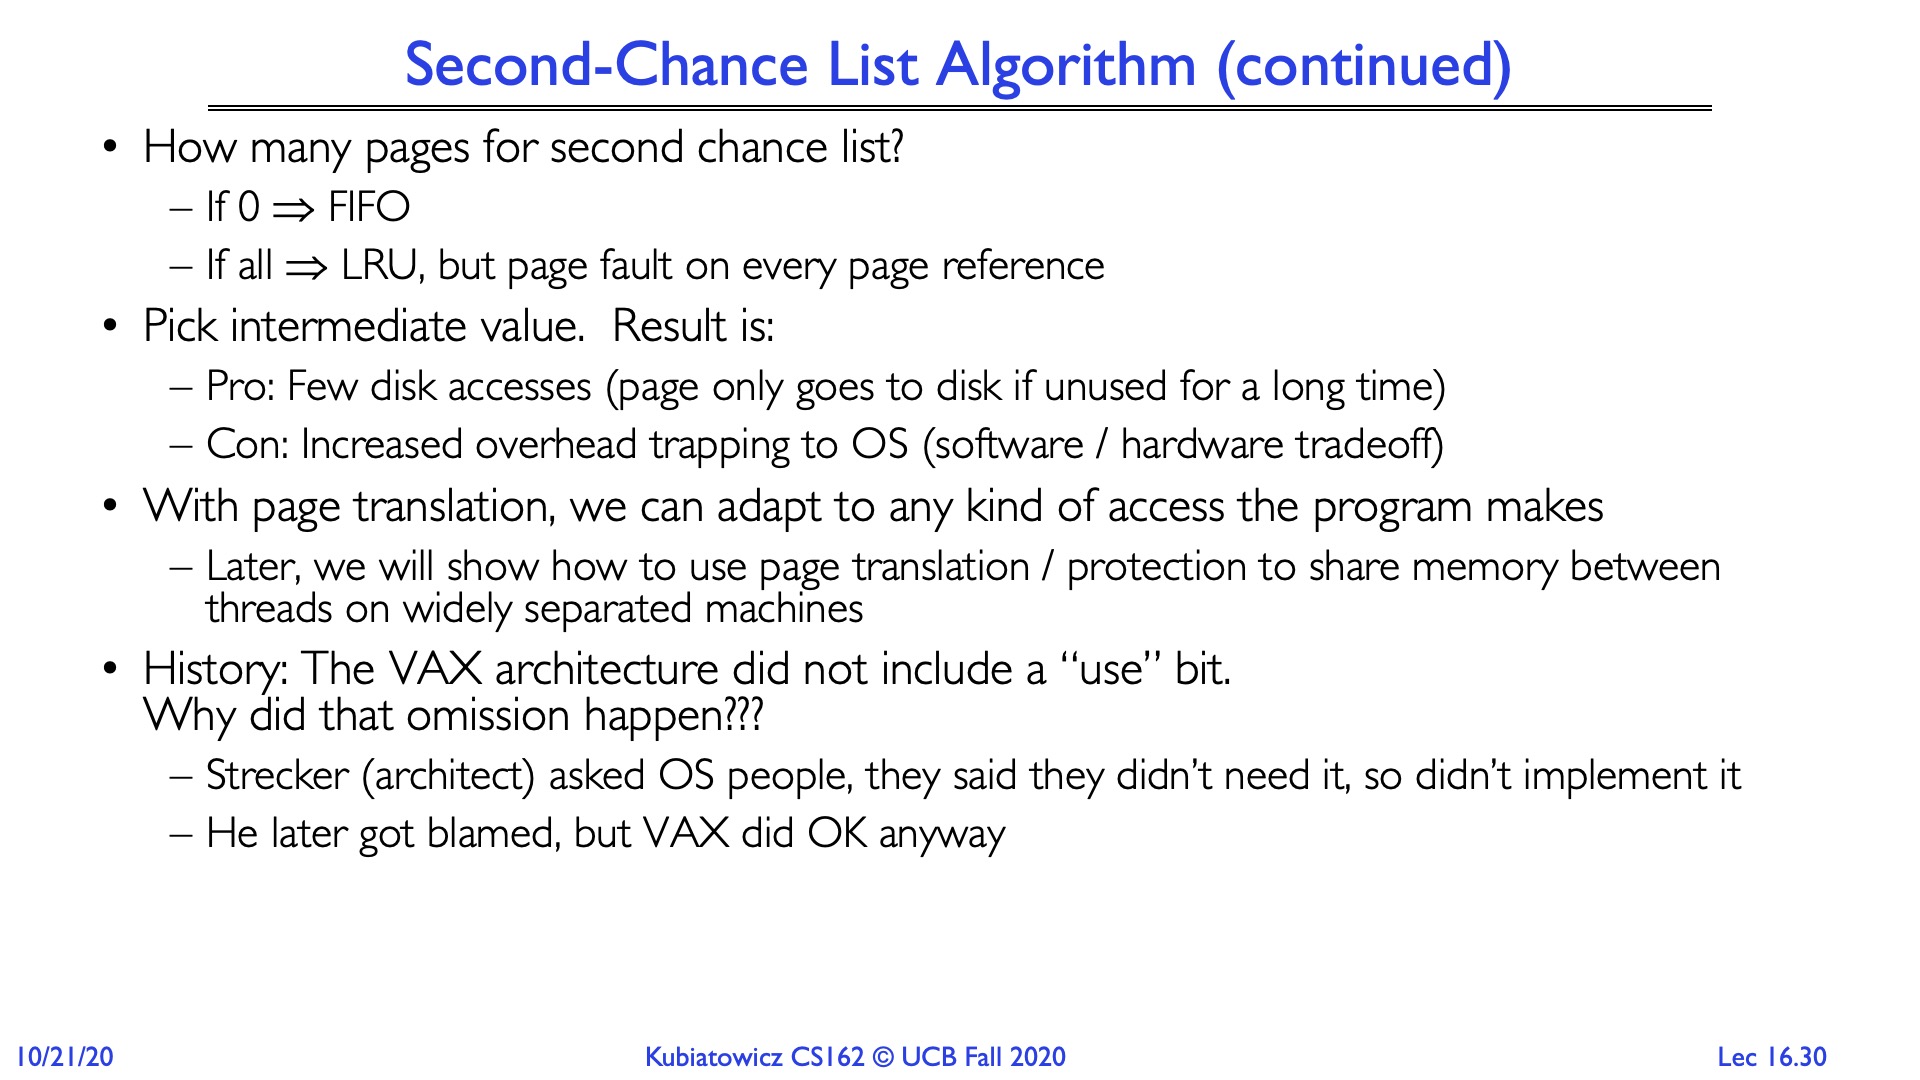 Second-Chance List Algorithm (continued)
• How many pages for second chance list?
– If 0 ⇒ FIFO
– If all ⇒ LRU, but page fault on every page reference
• Pick intermediate value.  Result is:
– Pro: Few disk accesses (page only goes to disk if unused for a long time)
– Con: Increased overhead trapping to OS (software / hardware tradeoff)
• With page translation, we can adapt to any kind of access the program makes
– Later, we will show how to use page translation / protection to share memory between
threads on widely separated machines
• History: The VAX architecture did not include a “use” bit.
Why did that omission happen???
– Strecker (architect) asked OS people, they said they didn’t need it, so didn’t implement it
– He later got blamed, but VAX did OK anyway
10/21/20
Kubiatowicz CS162 © UCB Fall 2020
Lec 16.30